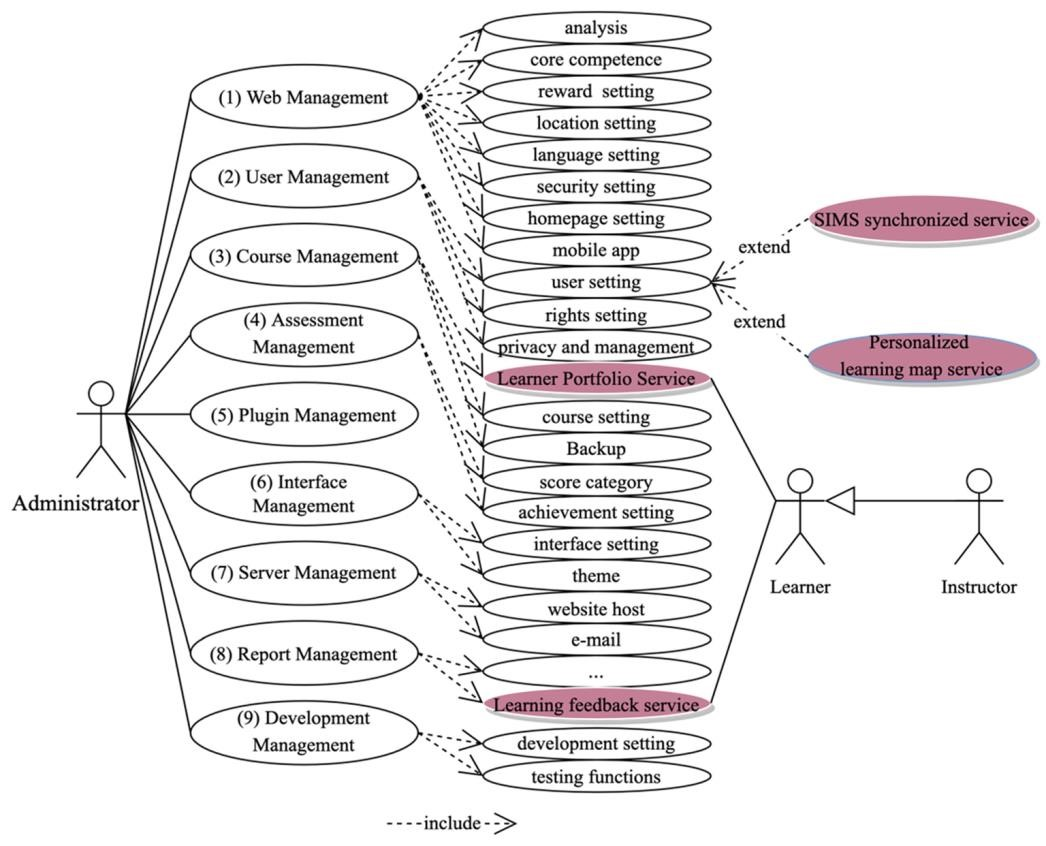 analysis
core competence
reward setting
location setting
language setting
security setting
homepage setting
mobile app
user setting
rights setting
privacy and management
Learner Portfolio Service
course setting
Backup
score category
achievement setting
interface setting
theme
website host
e-mail
...
Learning feedback service
development setting
testing functions
(1) Web Management
(2) User Management
(3) Course Management
(4) Assessment
Management
(5) Plugin Management
(6) Interface
Management
(7) Server Management
(8) Report Management
(9) Development
Management
Administrator
SIMS synchronized service
extend
extend
Personalized
learning map service
Learner
Instructor
include